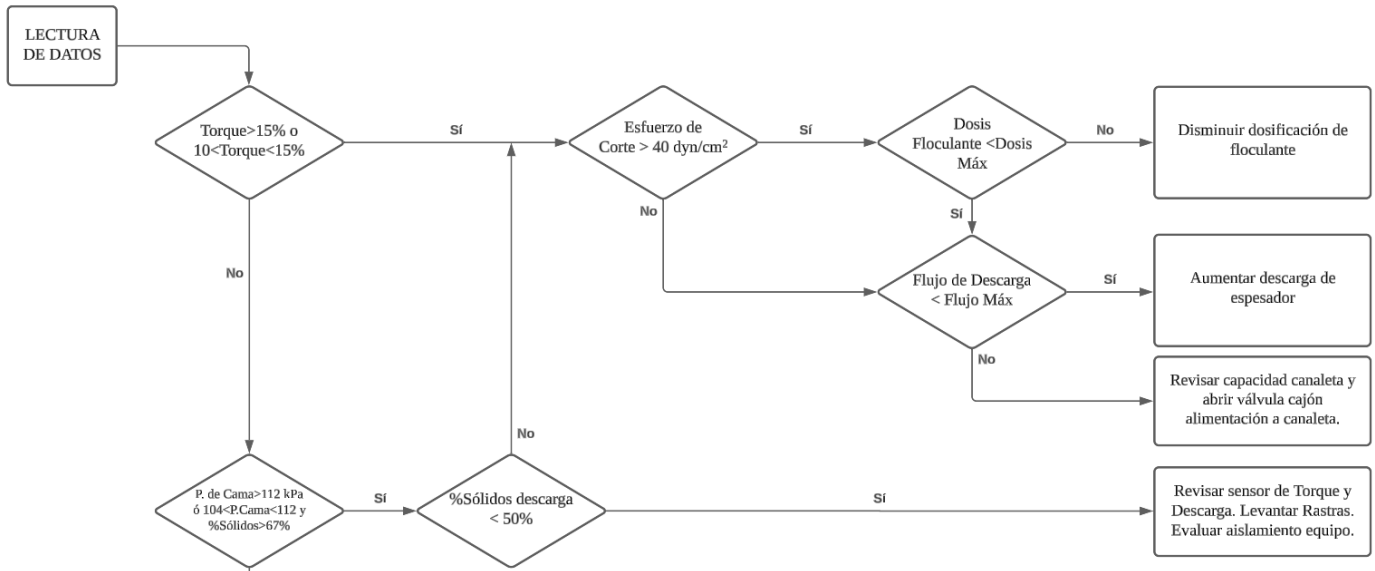 LECTURA
DE DATOS
Torque>15% o
10<Torque<15%
Sí
Esfuerzo de
Corte > 40 dyn/cm²
Sí
Dosis
Floculante <Dosis
Máx
No
Disminuir dosificación de
floculante
No
Sí
No
Flujo de Descarga
< Flujo Máx
Sí
Aumentar descarga de
espesador
No
Revisar capacidad canaleta y
abrir válvula cajón
alimentación a canaleta.
No
P. de Cama>112 kPa
ó 104<P.Cama<112 y
%Sólidos>67%
Sí
%Sólidos descarga
< 50%
Sí
Revisar sensor de Torque y
Descarga. Levantar Rastras.
Evaluar aislamiento equipo.